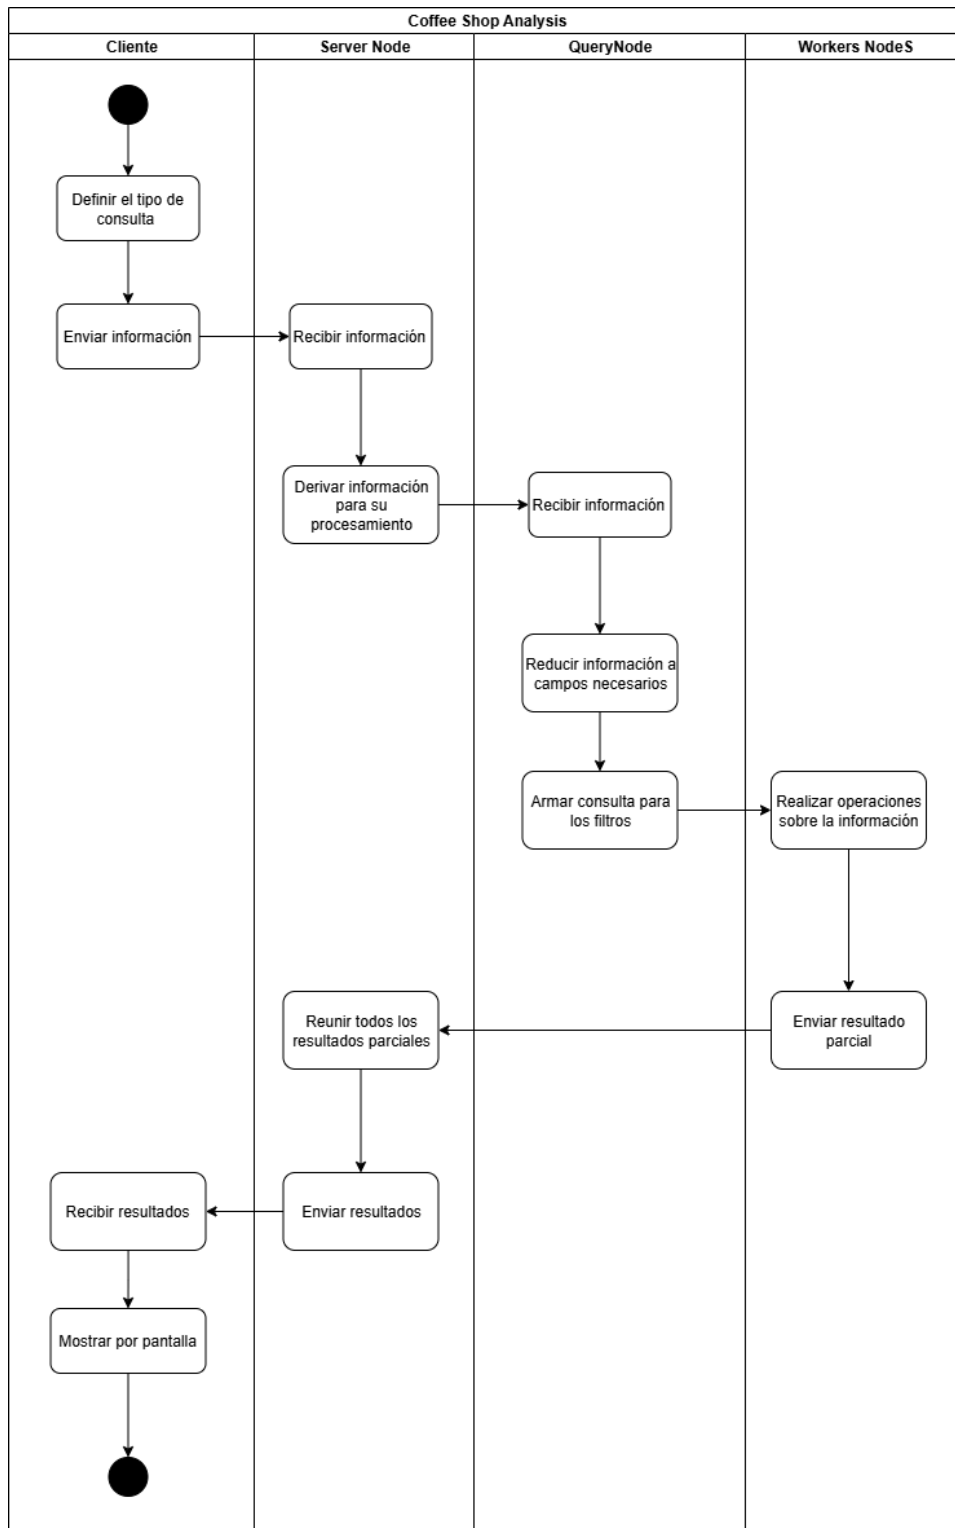 Coffee Shop Analysis
Cliente
Server Node
QueryNode
Workers NodeS
Definir el tipo de
consulta
Enviar información
Recibir información
Derivar información
para su
procesamiento
Recibir información
Reducir información a
campos necesarios
Armar consulta para
los filtros
Realizar operaciones
sobre la información
Enviar resultado
parcial
Reunir todos los
resultados parciales
Enviar resultados
Recibir resultados
Mostrar por pantalla